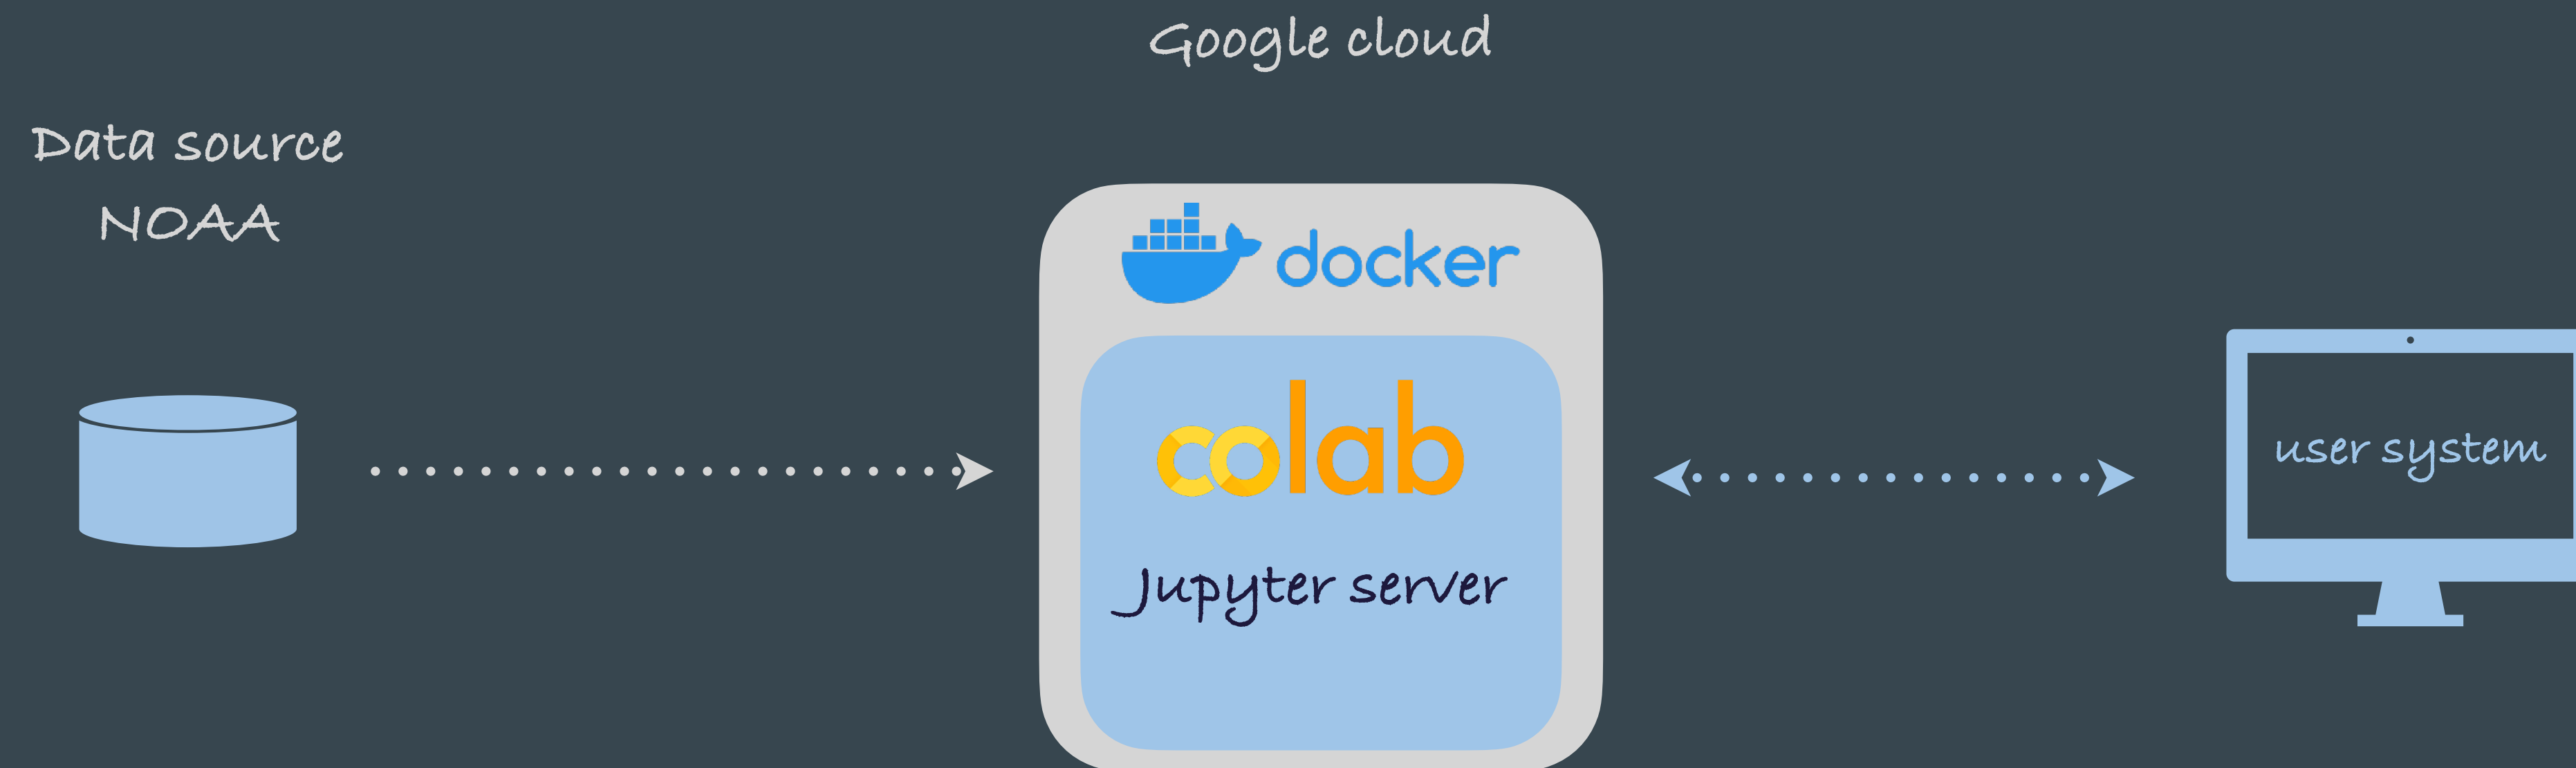 Google cloud
Data source
NOAA
docker
colab
Jupyter server
user system